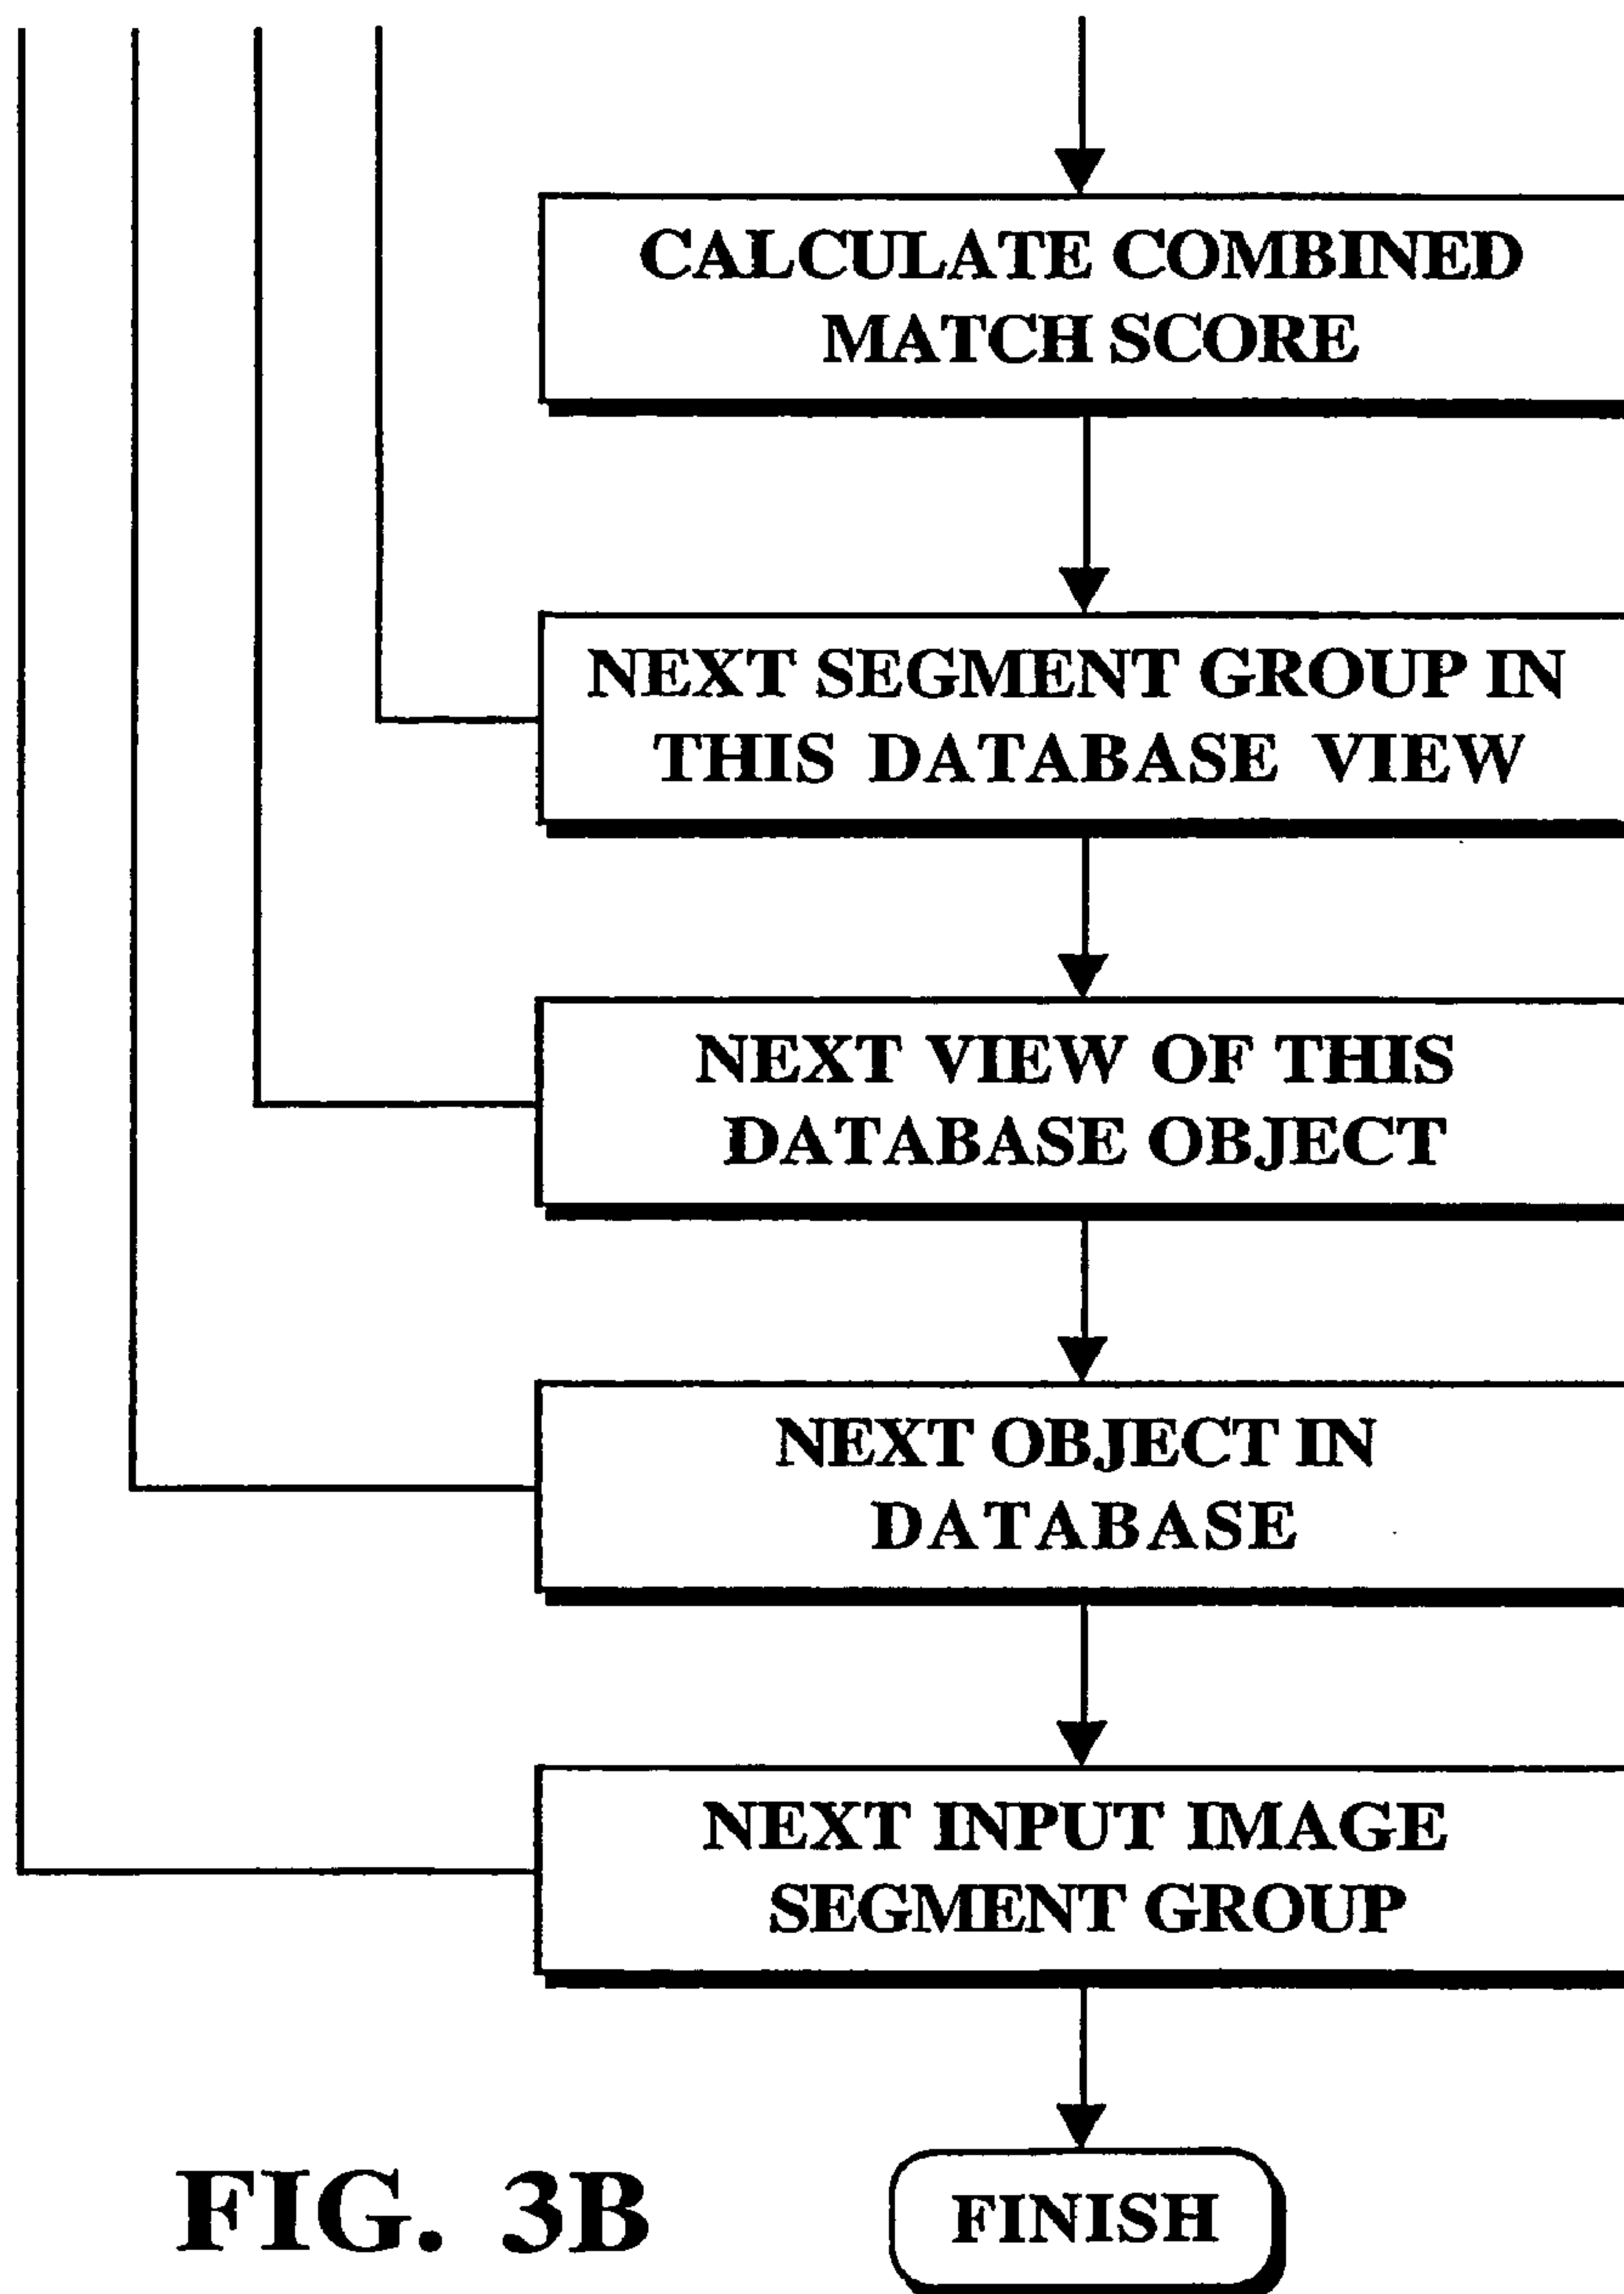 CALCULATE COMBINED
MATCH SCORE
NEXT SEGMENT GROUP IN
THIS DATABASE VIEW
NEXT VIEW OF THIS
DATABASE OBJECT
NEXT OBJECT IN
DATABASE
NEXT INPUT IMAGE
SEGMENT GROUP
FINISH
FIG. 3B